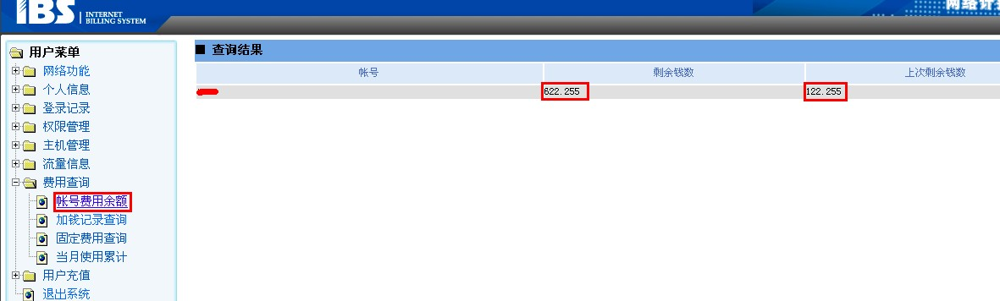 IBS INTERNET
BILLING SYSTEM
网络计费
用户菜单
网络功能
个人信息
登录记录
权限管理
主机管理
流量信息
费用查询
帐号费用余额
加钱记录查询
固定费用查询
当月使用累计
用户充值
退出系统
查询结果
帐号 剩余钱数 上次剩余钱数
622.255 122.255